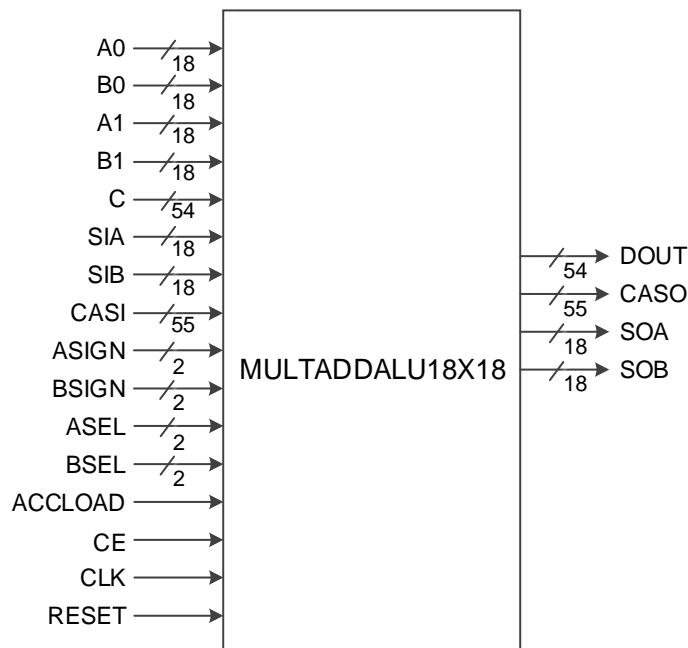 A0
18
B0
18
A1
18
B1
18
C
54
SIA
18
SIB
18
CASI
55
ASIGN
2
BSIGN
2
ASEL
2
BSEL
2
ACCLOAD
CE
CLK
RESET
MULTADDALU18X18
DOUT
54
CASO
55
SOA
18
SOB
18